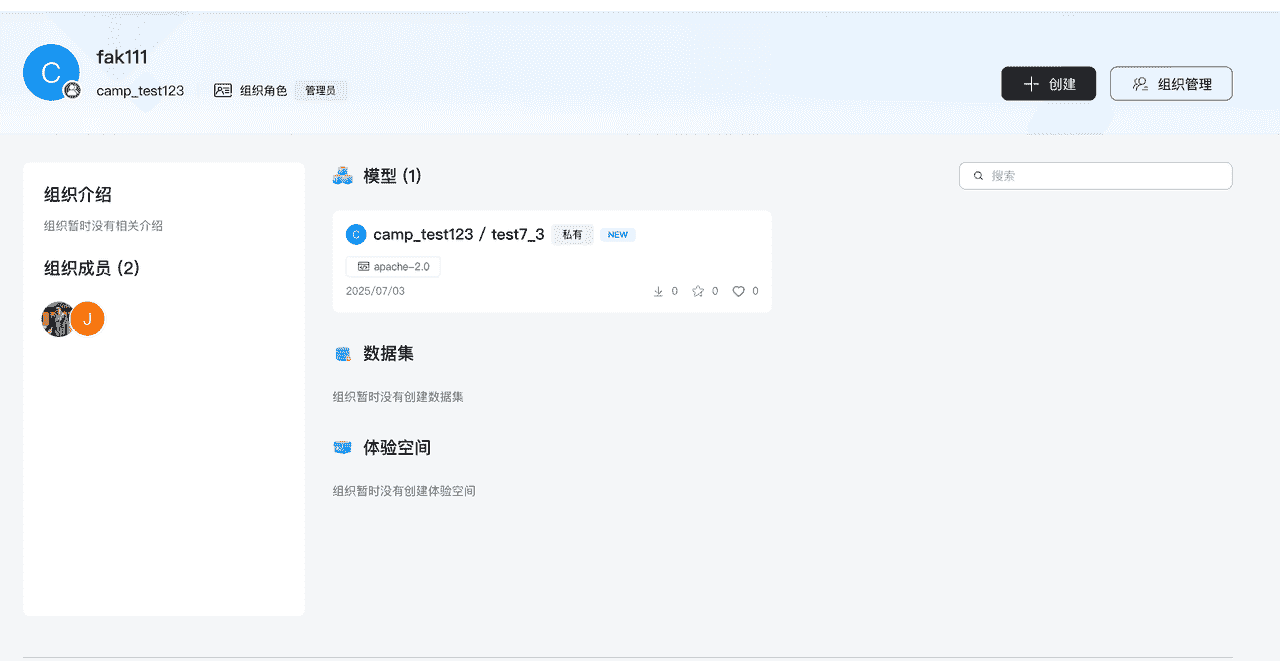 C
fak111
camp_test123 组织角色 管理员
创建
组织管理
组织介绍
组织暂时没有相关介绍
组织成员 (2)
J
模型 (1)
搜索
C camp_test123 / test7_3 私有 NEW
apache-2.0
2025/07/03 0 0 0
数据集
组织暂时没有创建数据集
体验空间
组织暂时没有创建体验空间